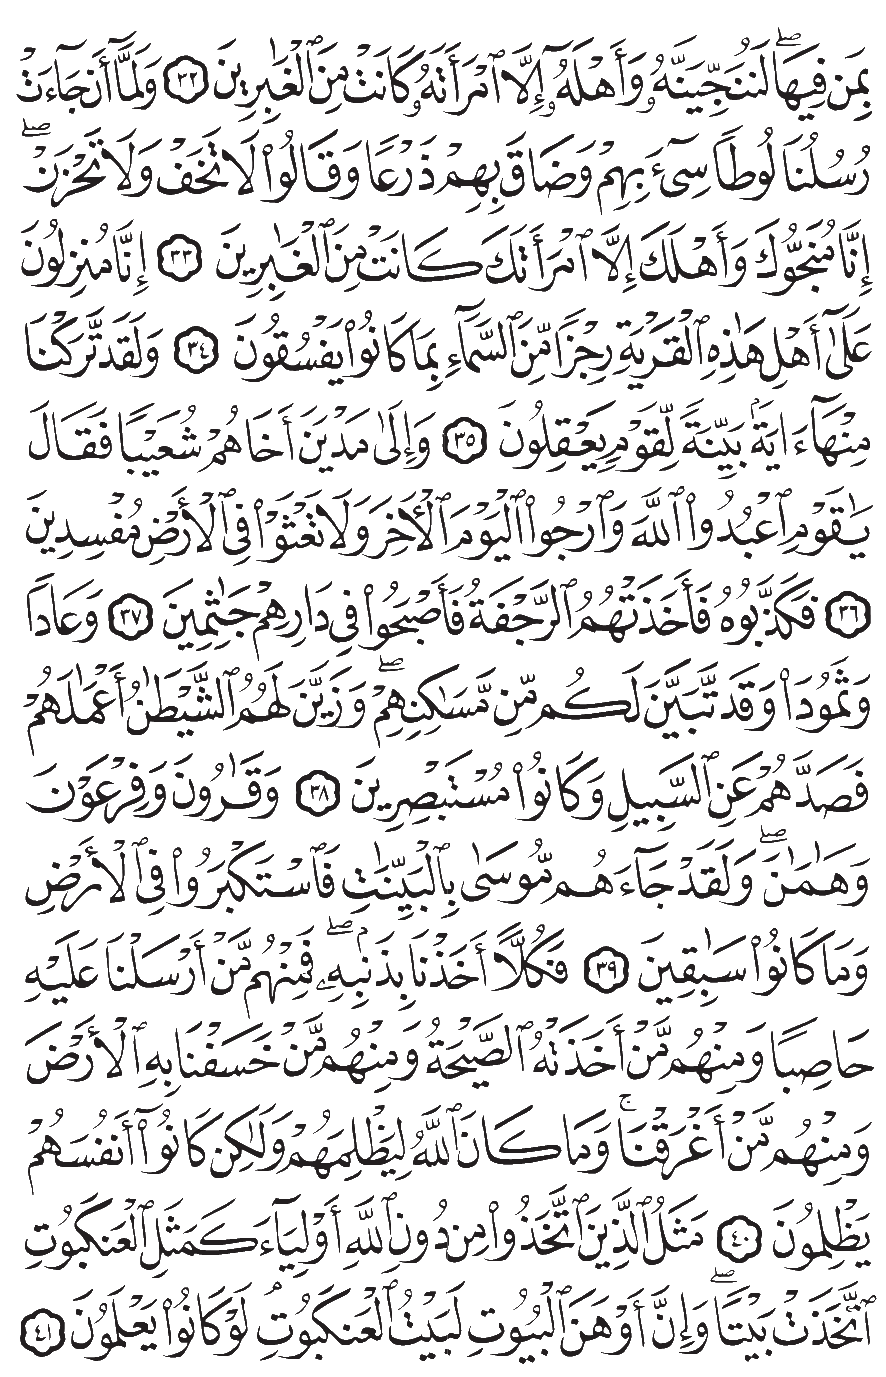 بِمَن فِيهَاۖ لَنُنَجِّيَنَّهُۥ وَأَهْلَهُۥٓ إِلَّا ٱمْرَأَتَهُۥ كَانَتْ مِنَ ٱلْغَٰبِرِينَ ٣٢ وَلَمَّآ أَن جَآءَتْ
رُسُلُنَا لُوطًا سِىٓءَ بِهِمْ وَضَاقَ بِهِمْ ذَرْعًا وَقَالُوا۟ لَا تَخَفْ وَلَا تَحْزَنْۖ
إِنَّا مُنَجُّوكَ وَأَهْلَكَ إِلَّا ٱمْرَأَتَكَ كَانَتْ مِنَ ٱلْغَٰبِرِينَ ٣٣ إِنَّا مُنزِلُونَ
عَلَىٰٓ أَهْلِ هَٰذِهِ ٱلْقَرْيَةِ رِجْزًا مِّنَ ٱلسَّمَآءِ بِمَا كَانُوا۟ يَفْسُقُونَ ٣٤ وَلَقَد تَّرَكْنَا
مِنْهَآ ءَايَةًۢ بَيِّنَةً لِّقَوْمٍ يَعْقِلُونَ ٣٥ وَإِلَىٰ مَدْيَنَ أَخَاهُمْ شُعَيْبًا فَقَالَ
يَٰقَوْمِ ٱعْبُدُوا۟ ٱللَّهَ وَٱرْجُوا۟ ٱلْيَوْمَ ٱلْأَخِرَ وَلَا تَعْثَوْا۟ فِى ٱلْأَرْضِ مُفْسِدِينَ
٣٦ فَكَذَّبُوهُ فَأَخَذَتْهُمُ ٱلرَّجْفَةُ فَأَصْبَحُوا۟ فِى دَارِهِمْ جَٰثِمِينَ ٣٧ وَعَادًا
وَثَمُودَا۟ وَقَد تَّبَيَّنَ لَكُم مِّن مَّسَٰكِنِهِمْۖ وَزَيَّنَ لَهُمُ ٱلشَّيْطَٰنُ أَعْمَٰلَهُمْ
فَصَدَّهُمْ عَنِ ٱلسَّبِيلِ وَكَانُوا۟ مُسْتَبْصِرِينَ ٣٨ وَقَٰرُونَ وَفِرْعَوْنَ
وَهَٰمَٰنَۖ وَلَقَدْ جَآءَهُم مُّوسَىٰ بِٱلْبَيِّنَٰتِ فَٱسْتَكْبَرُوا۟ فِى ٱلْأَرْضِ
وَمَا كَانُوا۟ سَٰبِقِينَ ٣٩ فَكُلًّا أَخَذْنَا بِذَنۢبِهِۦۖ فَمِنْهُم مَّنْ أَرْسَلْنَا عَلَيْهِ
حَاصِبًا وَمِنْهُم مَّنْ أَخَذَتْهُ ٱلصَّيْحَةُ وَمِنْهُم مَّنْ خَسَفْنَا بِهِ ٱلْأَرْضَ
وَمِنْهُم مَّنْ أَغْرَقْنَاۚ وَمَا كَانَ ٱللَّهُ لِيَظْلِمَهُمْ وَلَٰكِن كَانُوٓا۟ أَنفُسَهُمْ
يَظْلِمُونَ ٤٠ مَثَلُ ٱلَّذِينَ ٱتَّخَذُوا۟ مِن دُونِ ٱللَّهِ أَوْلِيَآءَ كَمَثَلِ ٱلْعَنكَبُوتِ
ٱتَّخَذَتْ بَيْتًاۖ وَإِنَّ أَوْهَنَ ٱلْبُيُوتِ لَبَيْتُ ٱلْعَنكَبُوتِۘ لَوْ كَانُوا۟ يَعْلَمُونَ ٤١